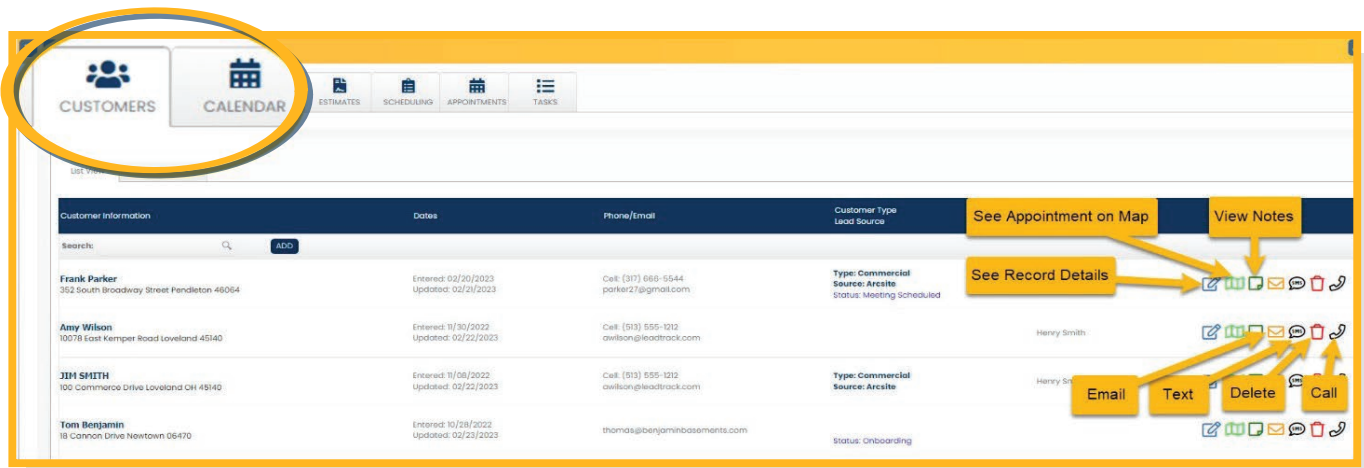 CUSTOMERS
CALENDAR
ESTIMATES
SCHEDULING
APPOINTMENTS
TASKS
List View
Customer Information
Dates
Phone/Email
Customer Type
Lead Source
See Appointment on Map
View Notes
Search:
ADD
See Record Details
Frank Parker
352 South Broadway Street Pendleton 46064
Entered: 02/20/2023
Updated: 02/21/2023
Cell: (317) 666-5544
parker27@gmail.com
Type: Commercial
Source: Arcsite
Status: Meeting Scheduled
SMS
Amy Wilson
10078 East Kemper Road Loveland 45140
Entered: 11/30/2022
Updated: 02/22/2023
Cell: (513) 555-1212
awilson@leadtrack.com
Henry Smith
SMS
JIM SMITH
100 Commerce Drive Loveland OH 45140
Entered: 11/08/2022
Updated: 02/22/2023
Cell: (513) 555-1212
awilson@leadtrack.com
Type: Commercial
Source: Arcsite
Henry
Email
Text
Delete
Call
Tom Benjamin
18 Cannon Drive Newtown 06470
Entered: 10/28/2022
Updated: 02/23/2023
thomas@benjaminbasements.com
Status: Onboarding
SMS